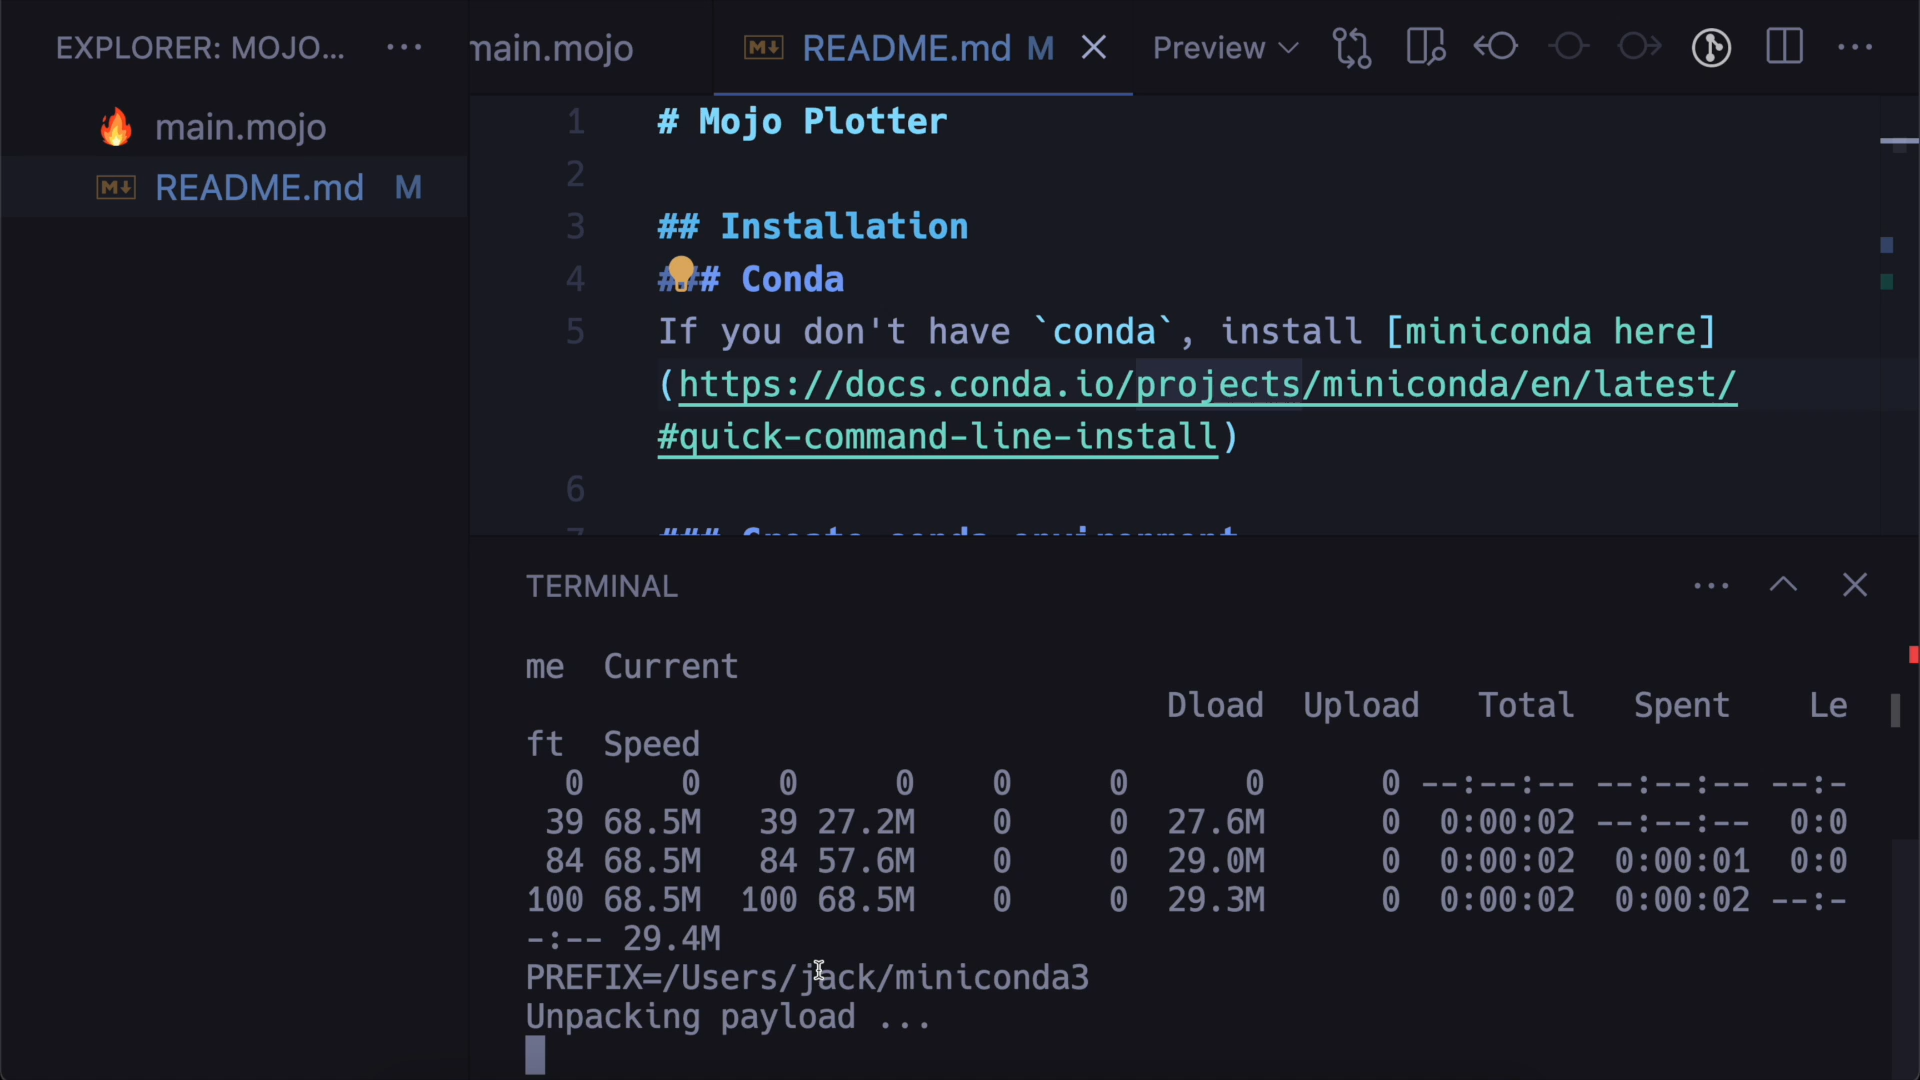 EXPLORER: MOJO... ...
main.mojo
README.md M
main.mojo
README.md M
Preview
1 # Mojo Plotter
2
3 ## Installation
4 ### Conda
5 If you don't have `conda`, install [miniconda here]
(https://docs.conda.io/projects/miniconda/en/latest/
#quick-command-line-install)
6
7 ### Create conda environment
TERMINAL
me  Current
Dload  Upload   Total   Spent    Le
ft  Speed
0     0    0     0    0     0      0      0 --:--:-- --:--:-- --:-
39 68.5M   39 27.2M    0     0  27.6M      0  0:00:02 --:--:--  0:0
84 68.5M   84 57.6M    0     0  29.0M      0  0:00:02  0:00:01  0:0
100 68.5M  100 68.5M    0     0  29.3M      0  0:00:02  0:00:02 --:-
-:-- 29.4M
PREFIX=/Users/jack/miniconda3
Unpacking payload ...